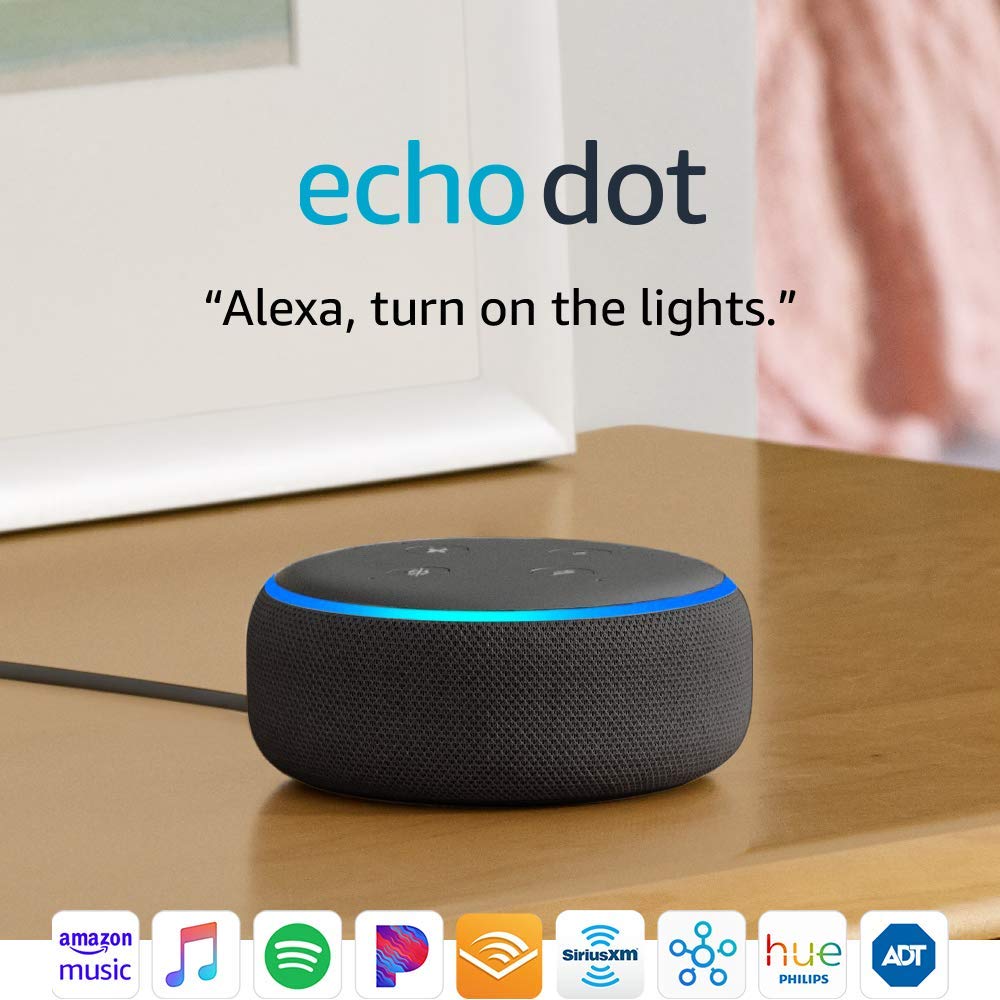 echo dot
“Alexa, turn on the lights.”
amazon
music
SiriusXm
hue
PHILIPS
ADT